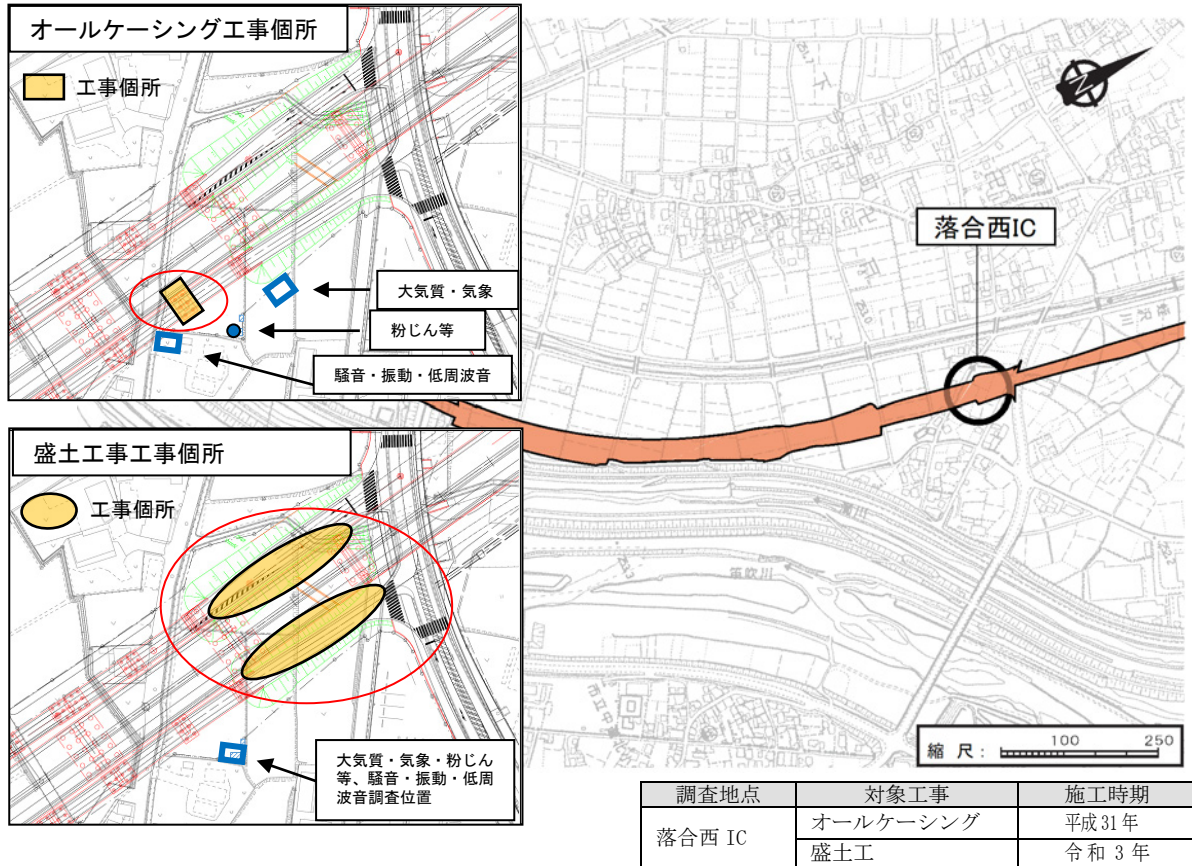 オールケーシング工事個所
工事個所
大気質・気象
粉じん等
騒音・振動・低周波音
落合西IC
盛土工事工事個所
工事個所
大気質・気象・粉じん
等、騒音・振動・低周
波音調査位置
笛吹川
縮 尺： 100 250
調査地点 対象工事 施工時期
落合西 IC オールケーシング 平成31年
盛土工 令和 3 年